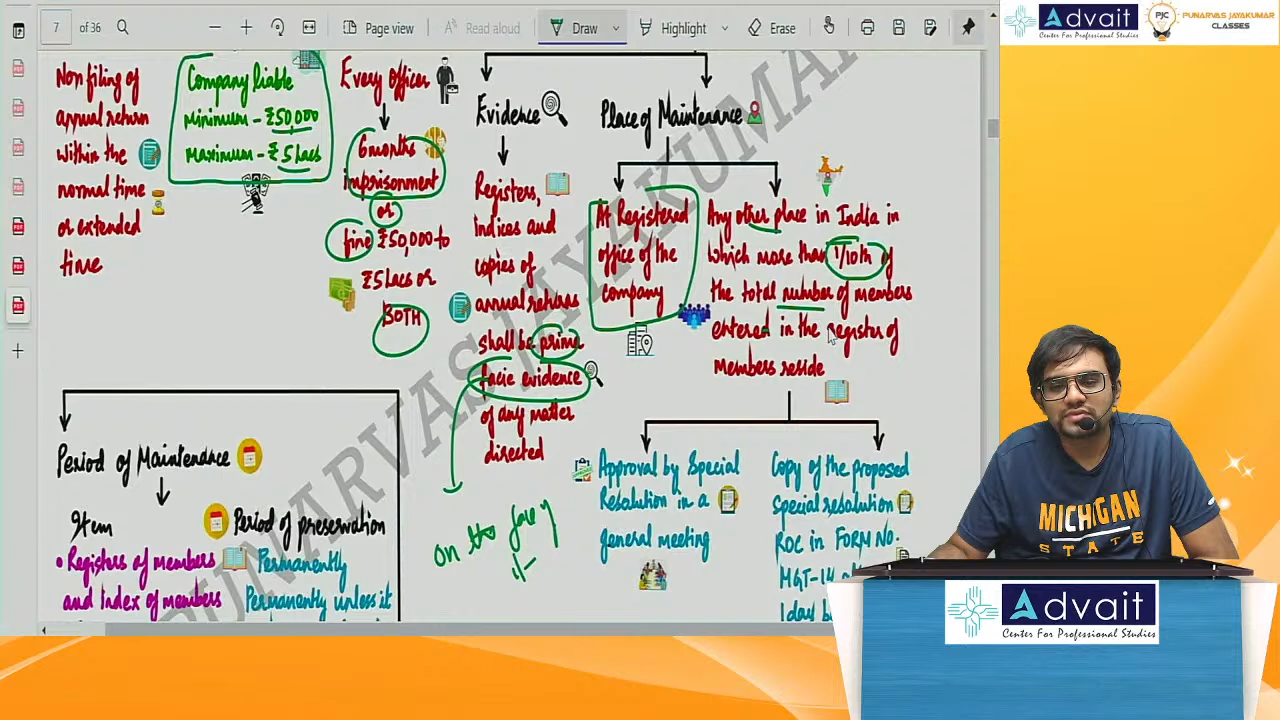 7 of 36
Page view
Read aloud
Draw
Highlight
Erase
Advait
Center For Professional Studies
PJC
PUNARVAS JAYAKUMAR
CLASSES
Non filing of
annual return
within the
normal time
or extended
time
Company liable
Minimum - ₹50,000
Maximum - ₹5 Lacs
Every officer
6 months
imprisonment
or
fine ₹50,000 to
₹5 Lacs or
BOTH
Evidence
Registers,
indices and
copies of
annual returns
shall be prima
facie evidence
of any matter
directed
Place of Maintenance
At Registered
office of the
company
Any other place in India in
which more than 1/10th of
the total number of members
entered in the register of
members reside
Approval by Special
Resolution in a
general meeting
Copy of the proposed
special resolution
ROC in FORM NO.
MGT-14
1 day
Period of Maintenance
Item
Period of preservation
• Registers of members
and Index of members
Permanently
Permanently unless it
on the
PUNARVAS JAYAKUMAR
MICHIGAN
STATE
Advait
Center For Professional Studies